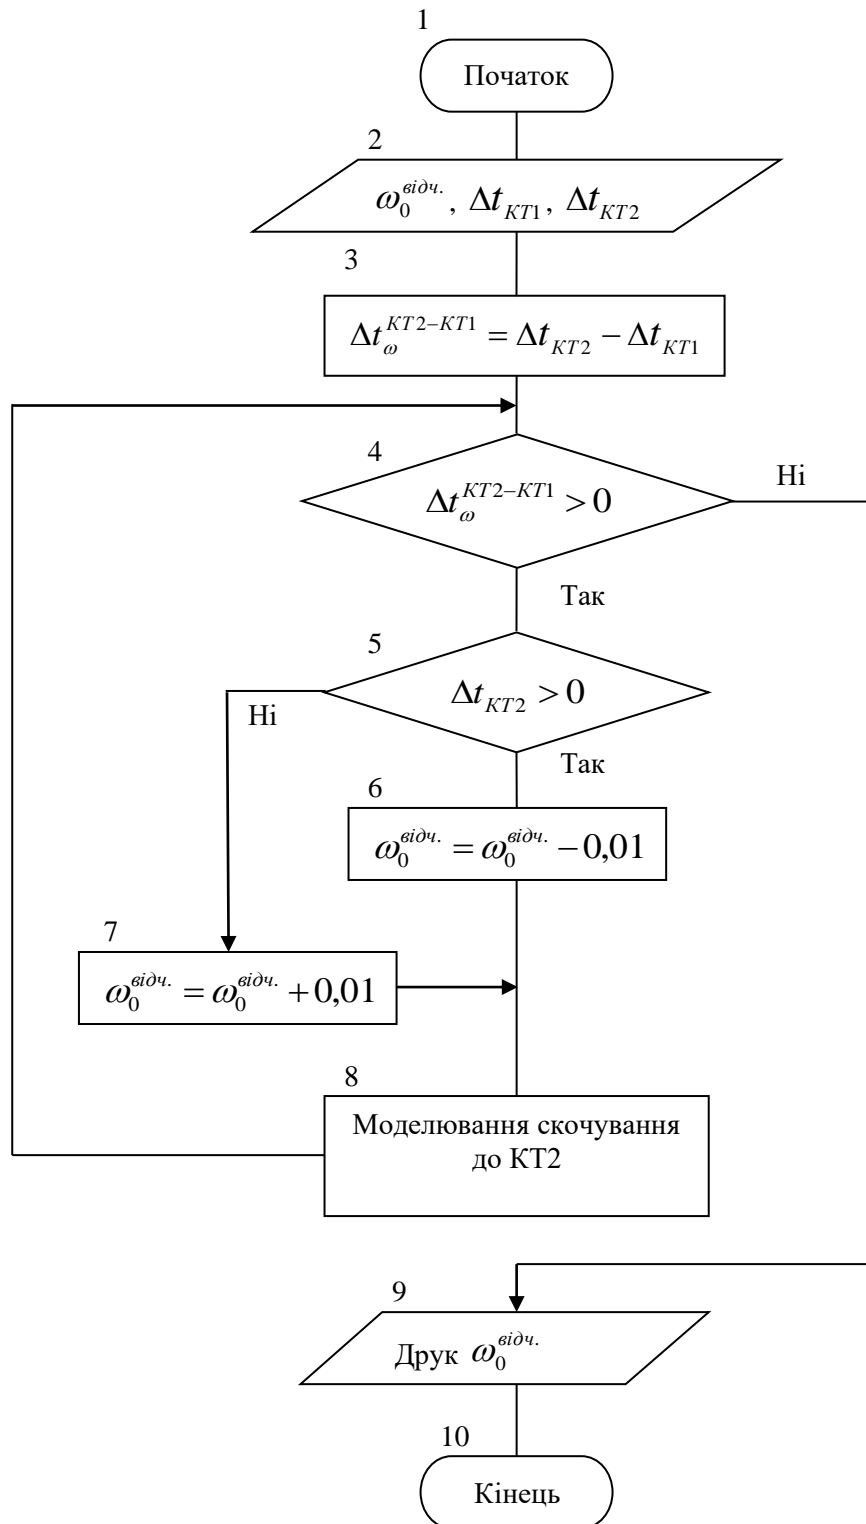 1
Початок
2
ω₀^відч., Δt_КТ1, Δt_КТ2
3
Δt_ω^КТ2−КТ1 = Δt_КТ2 − Δt_КТ1
4
Ні
Δt_ω^КТ2−КТ1 > 0
Так
5
Δt_КТ2 > 0
Ні
Так
6
ω₀^відч. = ω₀^відч. − 0,01
7
ω₀^відч. = ω₀^відч. + 0,01
8
Моделювання скочування
до КТ2
9
Друк ω₀^відч.
10
Кінець